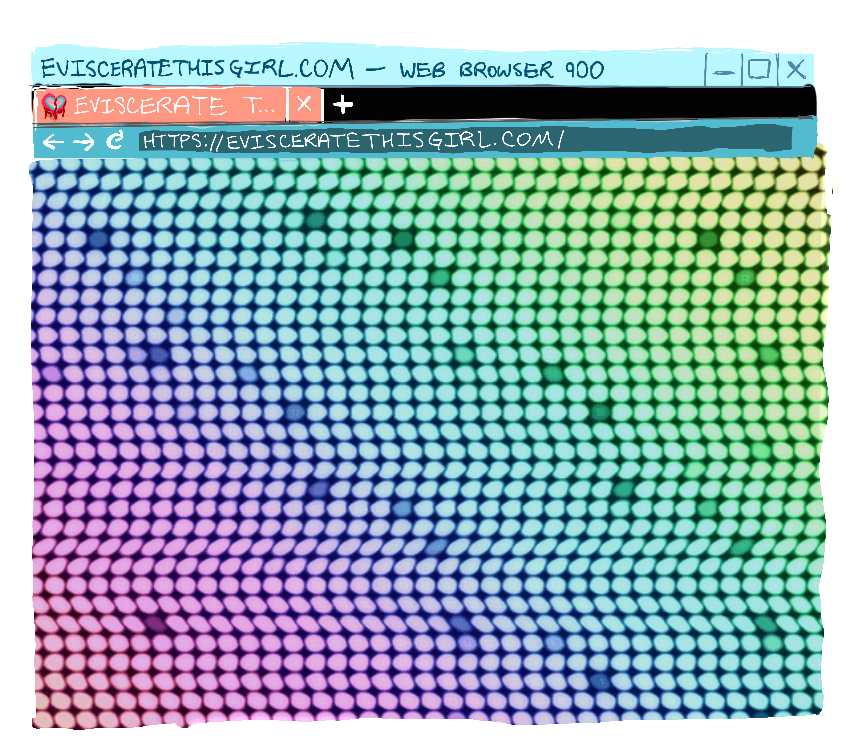 EVISCERATETHISGIRL.COM — WEB BROWSER 900
EVISCERATE T...
HTTPS://EVISCERATETHISGIRL.COM/